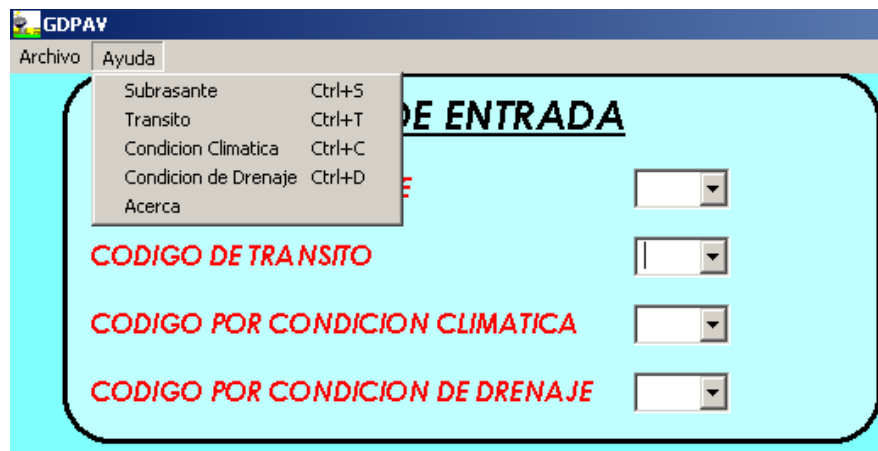 GDPAV
Archivo Ayuda
Subrasante Ctrl+S
Transito Ctrl+T
Condicion Climatica Ctrl+C
Condicion de Drenaje Ctrl+D
Acerca
DE ENTRADA
CODIGO DE TRANSITO
CODIGO POR CONDICION CLIMATICA
CODIGO POR CONDICION DE DRENAJE